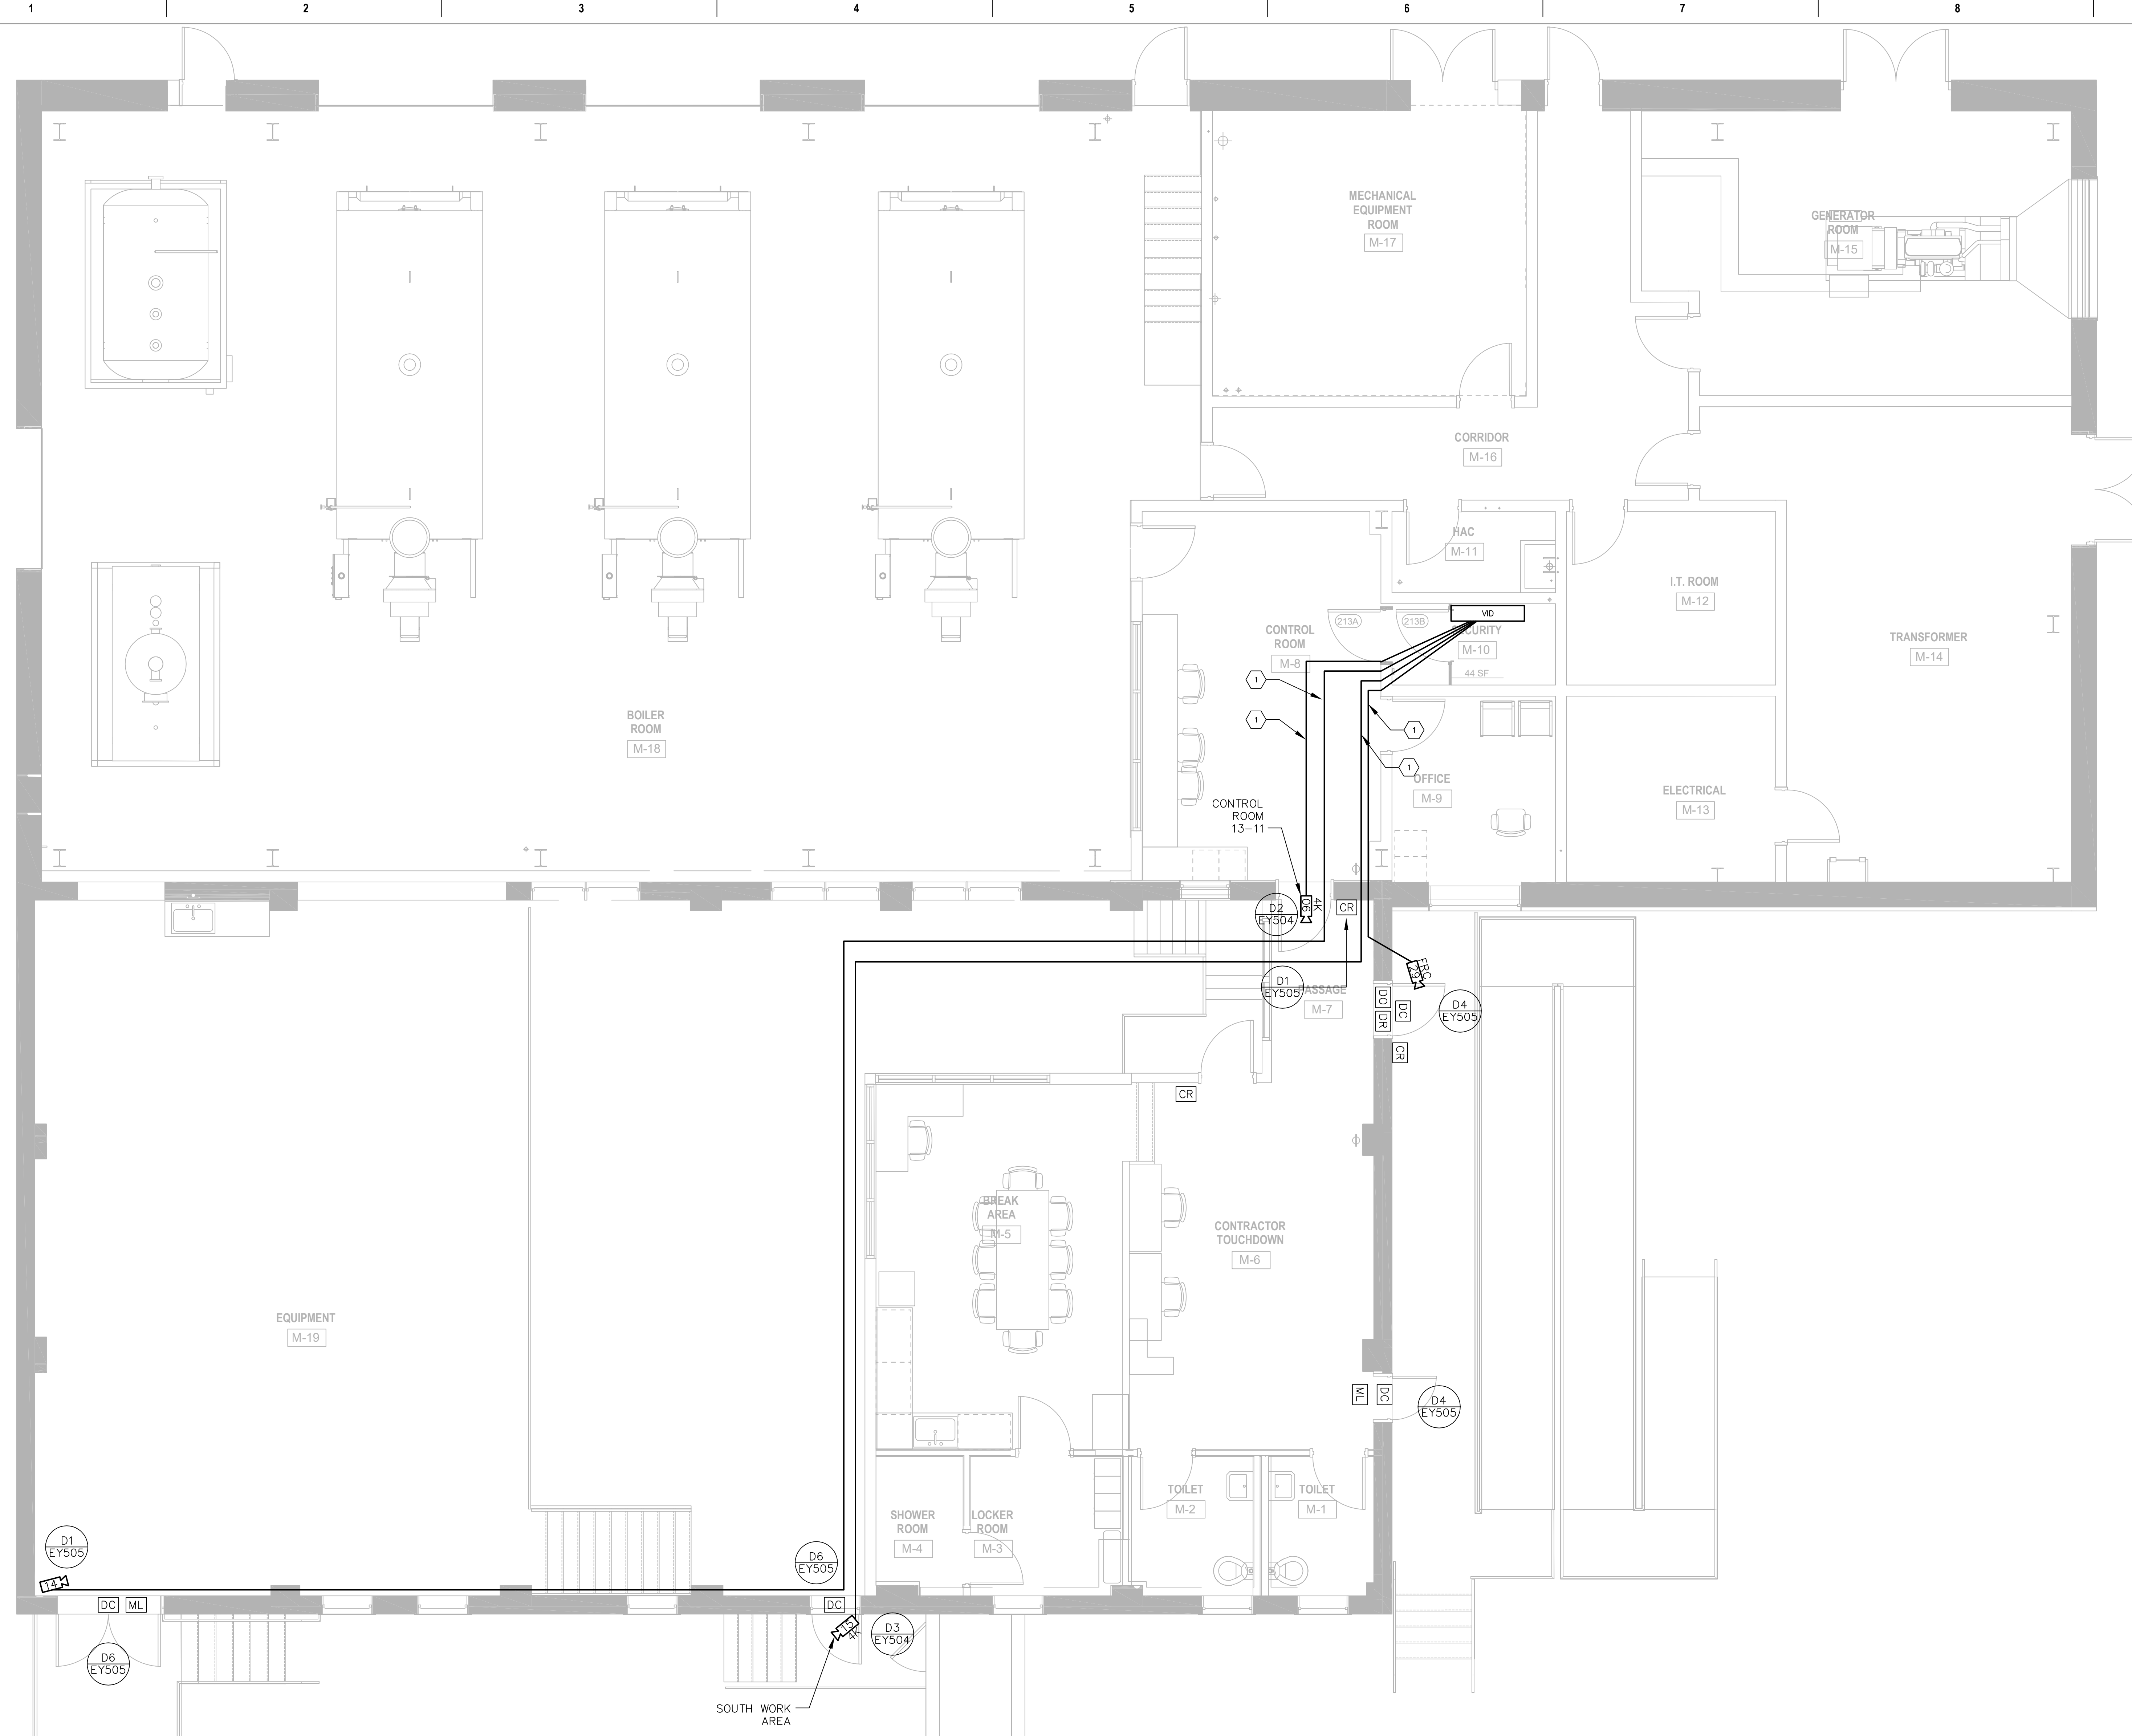 1 2 3 4 5 6 7 8
MECHANICAL
EQUIPMENT
ROOM
M-17
GENERATOR
ROOM
M-15
CORRIDOR
M-16
HAC
M-11
I.T. ROOM
M-12
VID
213A
213B
SECURITY
M-10
44 SF
CONTROL
ROOM
M-8
TRANSFORMER
M-14
1
1
1
1
BOILER
ROOM
M-18
OFFICE
M-9
ELECTRICAL
M-13
CONTROL
ROOM
13-11
D2
EY504
06
4K
CR
FRC
29
D1
EY505
PASSAGE
M-7
DO
DR
DC
D4
EY505
CR
CR
BREAK
AREA
M-5
CONTRACTOR
TOUCHDOWN
M-6
EQUIPMENT
M-19
ML
DC
D4
EY505
TOILET
M-2
TOILET
M-1
SHOWER
ROOM
M-4
LOCKER
ROOM
M-3
D1
EY505
D6
EY505
14
DC
ML
DC
15
4K
D3
EY504
D6
EY505
SOUTH WORK
AREA